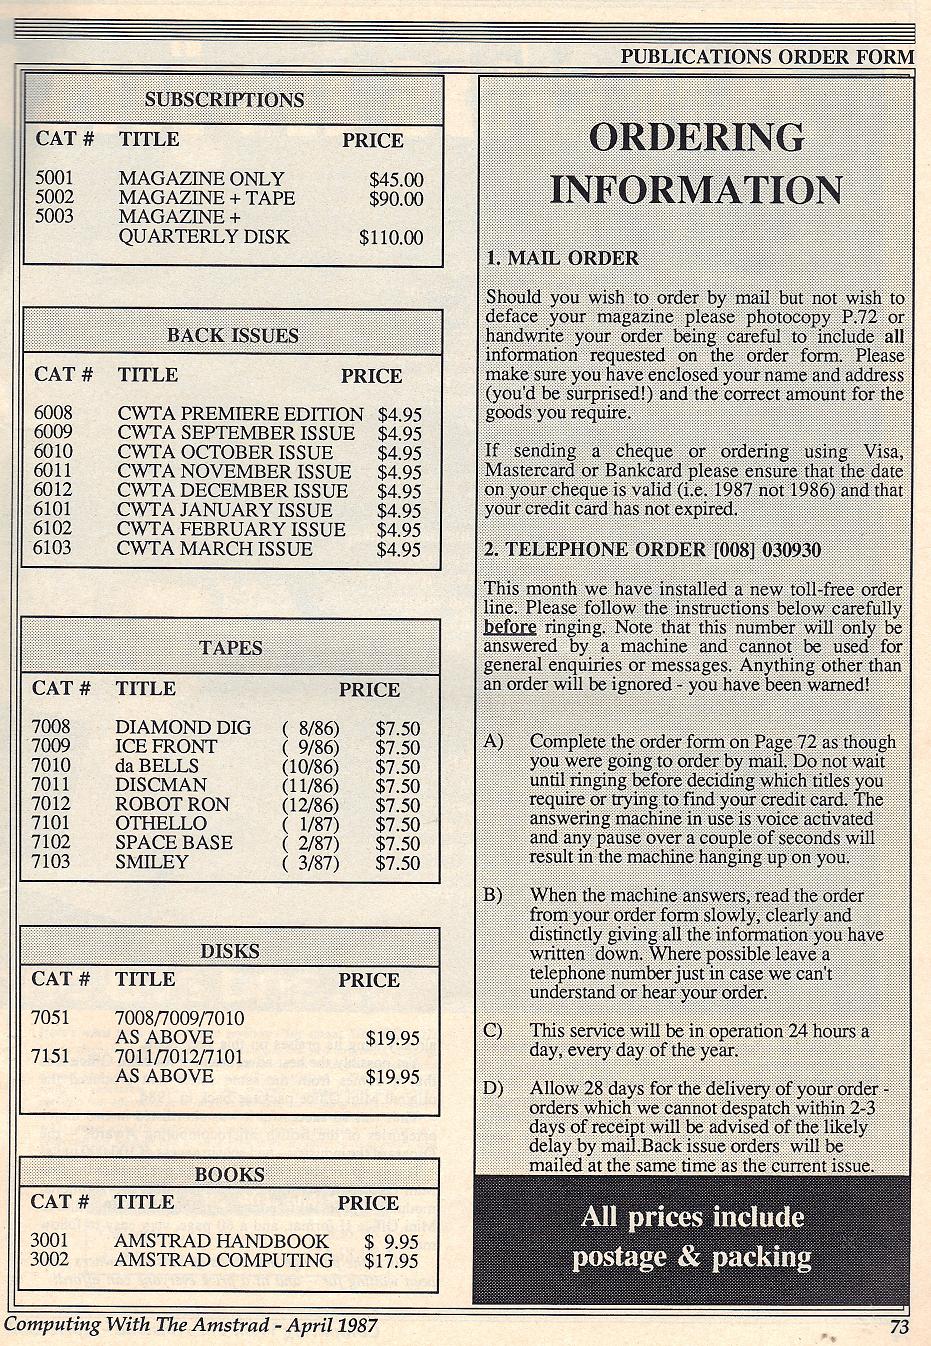 PUBLICATIONS ORDER FORM
SUBSCRIPTIONS
CAT # TITLE PRICE
5001 MAGAZINE ONLY $45.00
5002 MAGAZINE + TAPE $90.00
5003 MAGAZINE +
QUARTERLY DISK $110.00
BACK ISSUES
CAT # TITLE PRICE
6008 CWTA PREMIERE EDITION $4.95
6009 CWTA SEPTEMBER ISSUE $4.95
6010 CWTA OCTOBER ISSUE $4.95
6011 CWTA NOVEMBER ISSUE $4.95
6012 CWTA DECEMBER ISSUE $4.95
6101 CWTA JANUARY ISSUE $4.95
6102 CWTA FEBRUARY ISSUE $4.95
6103 CWTA MARCH ISSUE $4.95
TAPES
CAT # TITLE PRICE
7008 DIAMOND DIG ( 8/86) $7.50
7009 ICE FRONT ( 9/86) $7.50
7010 da BELLS (10/86) $7.50
7011 DISCMAN (11/86) $7.50
7012 ROBOT RON (12/86) $7.50
7101 OTHELLO ( 1/87) $7.50
7102 SPACE BASE ( 2/87) $7.50
7103 SMILEY ( 3/87) $7.50
DISKS
CAT # TITLE PRICE
7051 7008/7009/7010
AS ABOVE $19.95
7151 7011/7012/7101
AS ABOVE $19.95
BOOKS
CAT # TITLE PRICE
3001 AMSTRAD HANDBOOK $ 9.95
3002 AMSTRAD COMPUTING $17.95
ORDERING
INFORMATION
1. MAIL ORDER
Should you wish to order by mail but not wish to
deface your magazine please photocopy P.72 or
handwrite your order being careful to include all
information requested on the order form. Please
make sure you have enclosed your name and address
(you'd be surprised!) and the correct amount for the
goods you require.
If sending a cheque or ordering using Visa,
Mastercard or Bankcard please ensure that the date
on your cheque is valid (i.e. 1987 not 1986) and that
your credit card has not expired.
2. TELEPHONE ORDER [008] 030930
This month we have installed a new toll-free order
line. Please follow the instructions below carefully
before ringing. Note that this number will only be
answered by a machine and cannot be used for
general enquiries or messages. Anything other than
an order will be ignored - you have been warned!
A) Complete the order form on Page 72 as though
you were going to order by mail. Do not wait
until ringing before deciding which titles you
require or trying to find your credit card. The
answering machine in use is voice activated
and any pause over a couple of seconds will
result in the machine hanging up on you.
B) When the machine answers, read the order
from your order form slowly, clearly and
distinctly giving all the information you have
written down. Where possible leave a
telephone number just in case we can't
understand or hear your order.
C) This service will be in operation 24 hours a
day, every day of the year.
D) Allow 28 days for the delivery of your order -
orders which we cannot despatch within 2-3
days of receipt will be advised of the likely
delay by mail.Back issue orders will be
mailed at the same time as the current issue.
All prices include
postage & packing
Computing With The Amstrad - April 1987 73